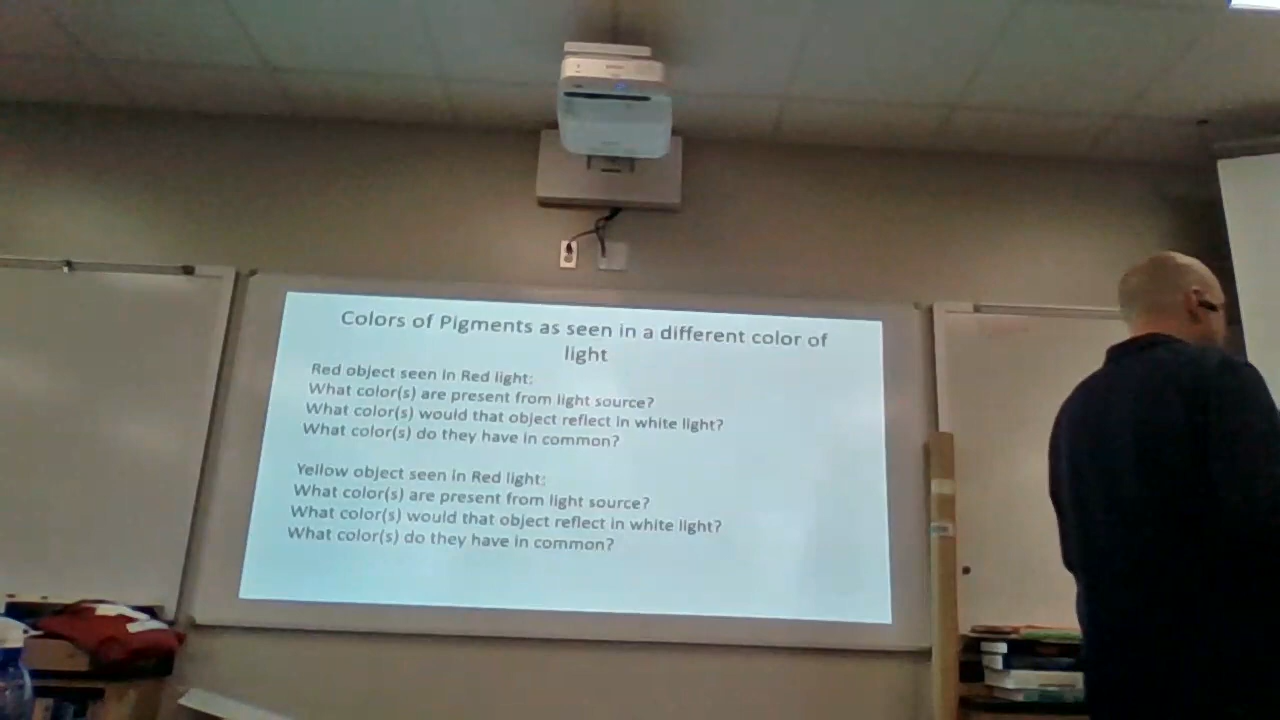 Colors of Pigments as seen in a different color of
light
Red object seen in Red light:
What color(s) are present from light source?
What color(s) would that object reflect in white light?
What color(s) do they have in common?
Yellow object seen in Red light:
What color(s) are present from light source?
What color(s) would that object reflect in white light?
What color(s) do they have in common?